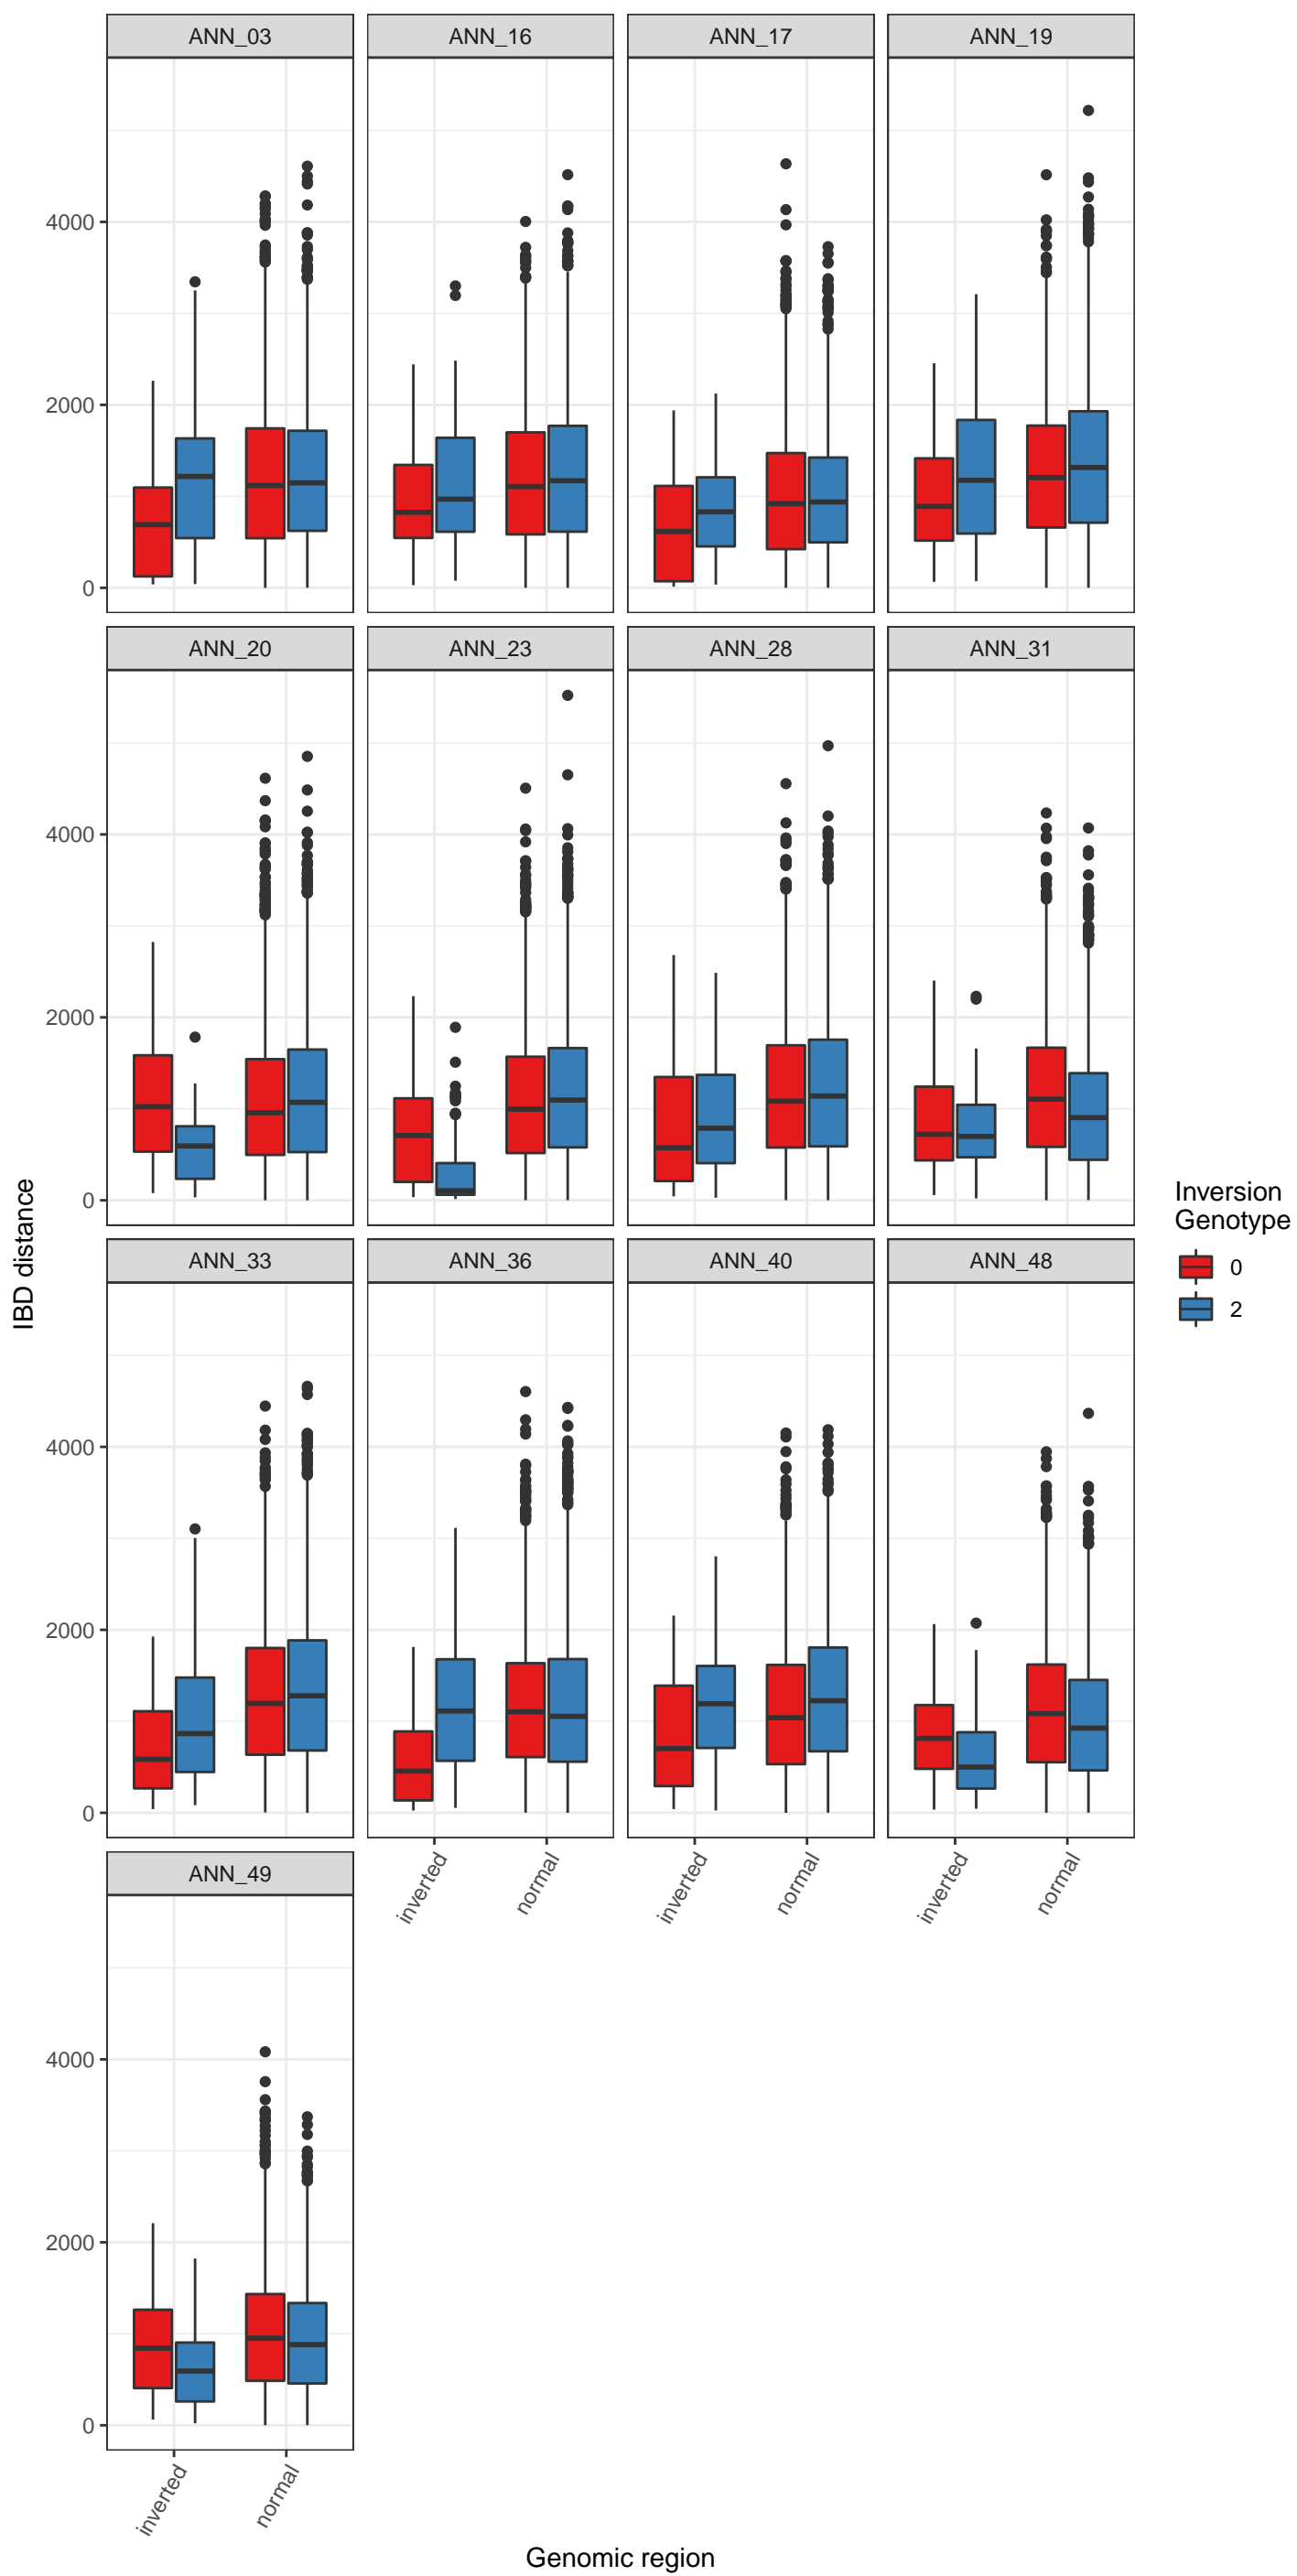 ANN_03
ANN_16
ANN_17
ANN_19
4000
2000
0
ANN_20
ANN_23
ANN_28
ANN_31
4000
2000
0
ANN_33
ANN_36
ANN_40
ANN_48
4000
2000
0
inverted
normal
inverted
normal
inverted
normal
ANN_49
4000
2000
0
inverted
normal
Genomic region
IBD distance
Inversion
Genotype
0
2